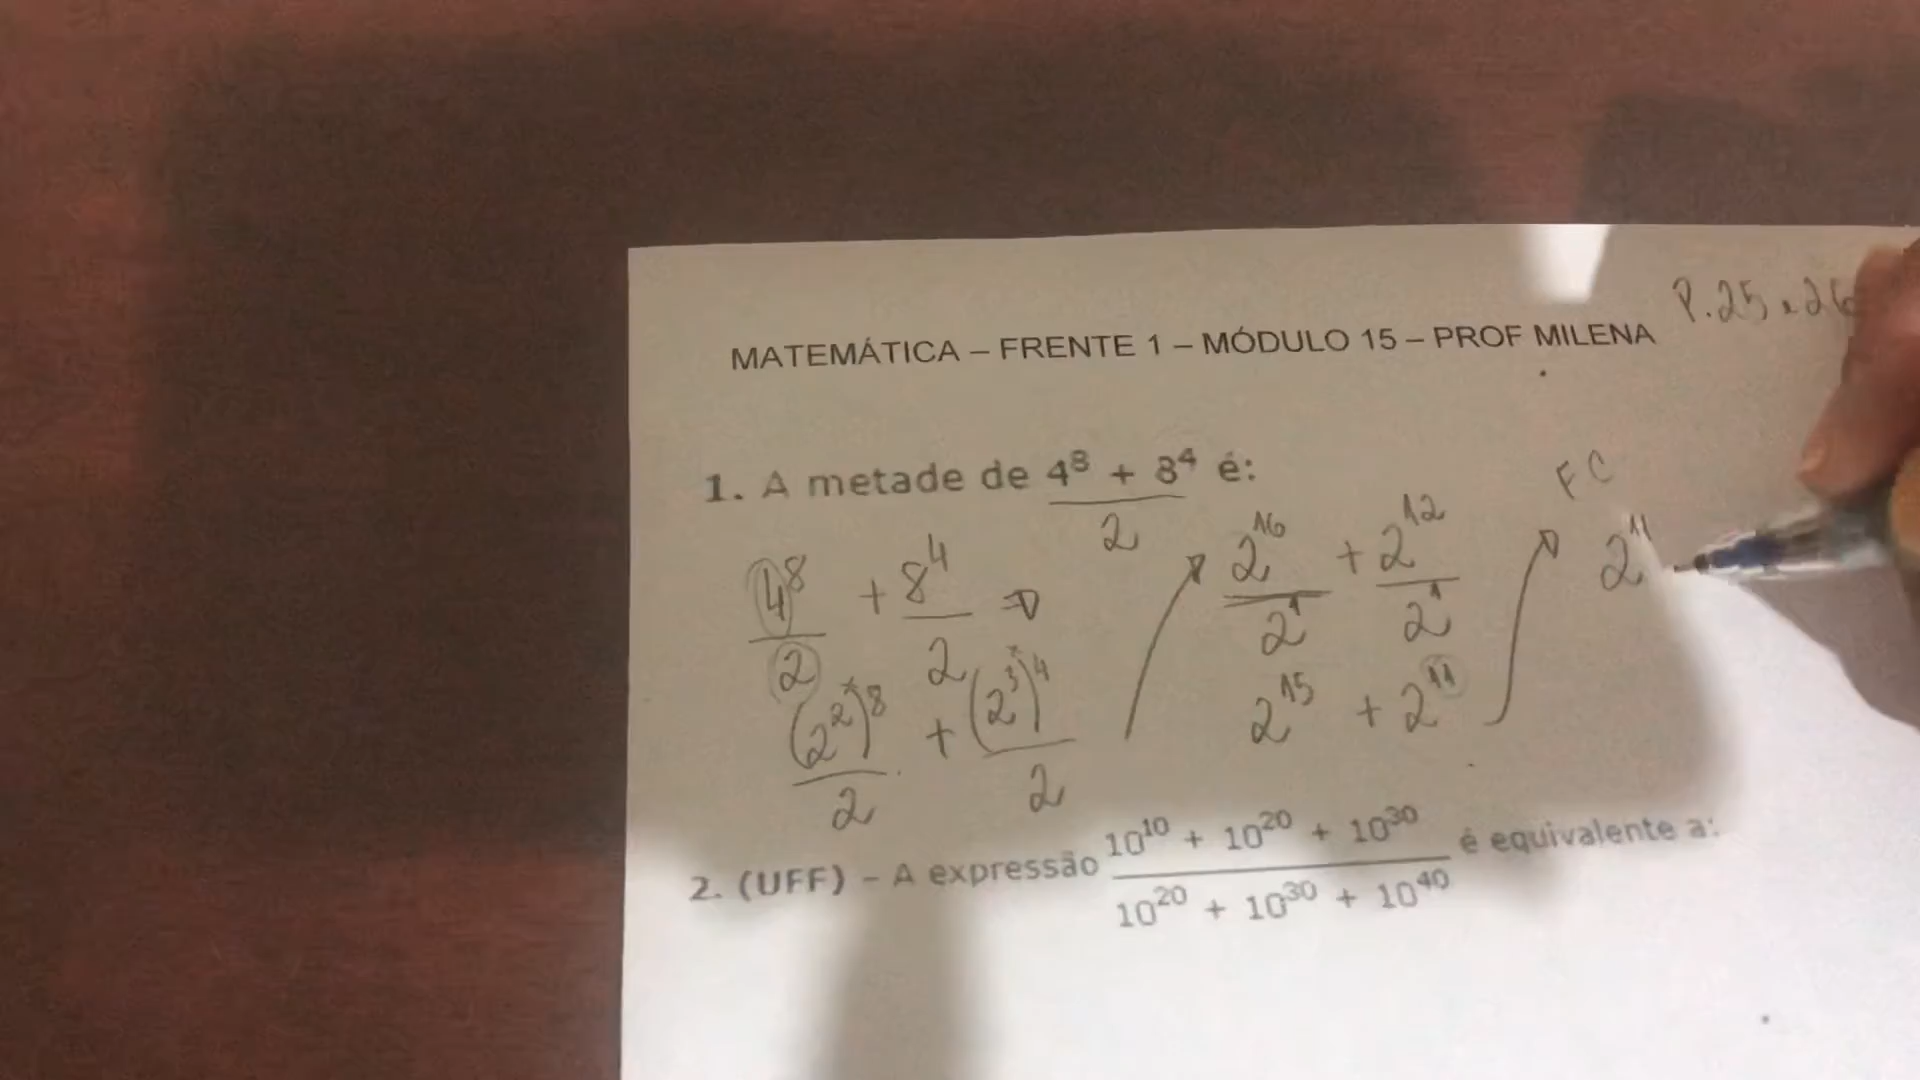 P. 25 e 26
MATEMÁTICA – FRENTE 1 – MÓDULO 15 – PROF MILENA
1. A metade de 4⁸ + 8⁴ é:
2
4⁸/2 + 8⁴/2 ⇒
(2²)⁸/2 + (2³)⁴/2
2¹⁶/2¹ + 2¹²/2¹
2¹⁵ + 2¹¹
FC
2¹¹
2. (UFF) – A expressão (10¹⁰ + 10²⁰ + 10³⁰)/(10²⁰ + 10³⁰ + 10⁴⁰) é equivalente a: